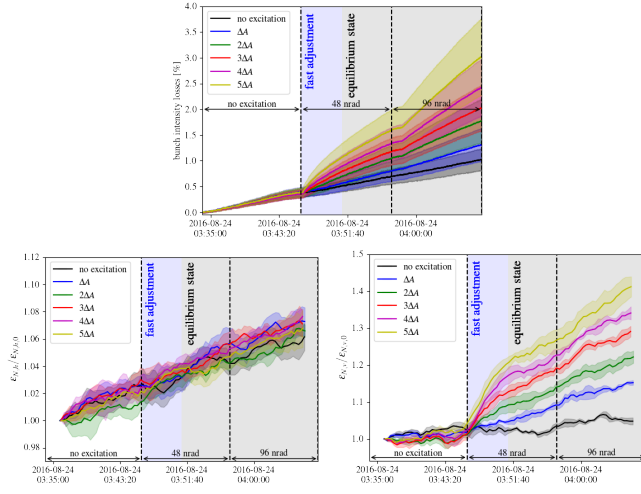 bunch intensity losses [%]
4.0
3.5
3.0
2.5
2.0
1.5
1.0
0.5
0.0
no excitation
ΔA
2ΔA
3ΔA
4ΔA
5ΔA
fast adjustment
equilibrium state
no excitation
48 nrad
96 nrad
2016-08-24
03:35:00
2016-08-24
03:43:20
2016-08-24
03:51:40
2016-08-24
04:00:00
εN,h/εN,h,0
1.12
1.10
1.08
1.06
1.04
1.02
1.00
0.98
no excitation
ΔA
2ΔA
3ΔA
4ΔA
5ΔA
fast adjustment
equilibrium state
no excitation
48 nrad
96 nrad
2016-08-24
03:35:00
2016-08-24
03:43:20
2016-08-24
03:51:40
2016-08-24
04:00:00
1.5
1.4
1.3
1.2
1.1
1.0
no excitation
ΔA
2ΔA
3ΔA
4ΔA
5ΔA
fast adjustment
equilibrium state
no excitation
48 nrad
96 nrad
2016-08-24
03:35:00
2016-08-24
03:43:20
2016-08-24
03:51:40
2016-08-24
04:00:00